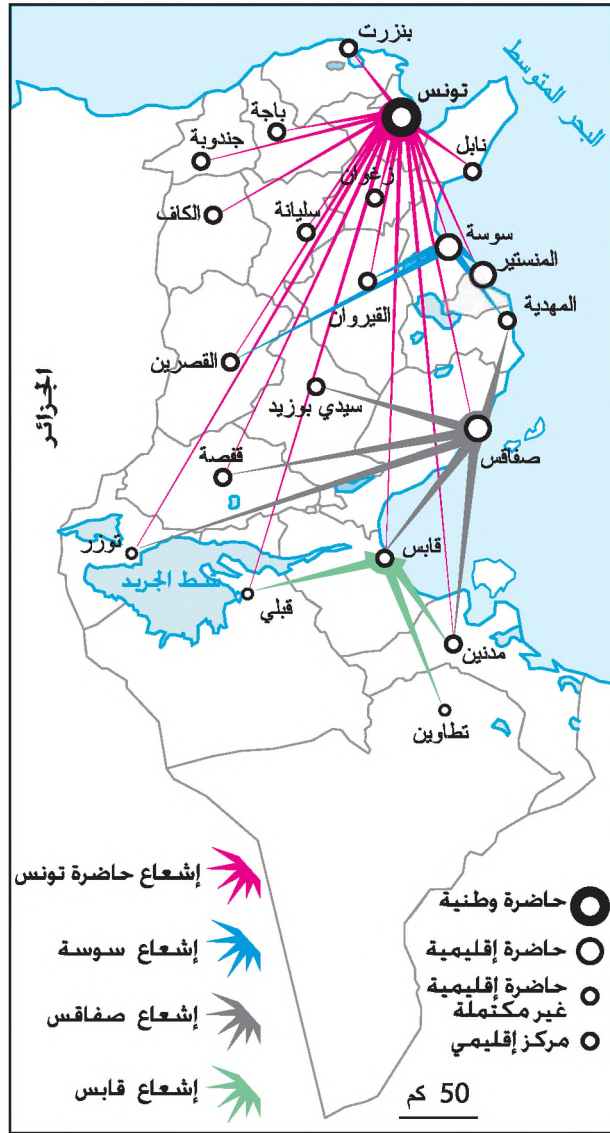 بنزرت
البحر المتوسط
تونس
باجة
نابل
جندوبة
زغوان
الكاف
سليانة
سوسة
المنستير
المهدية
القيروان
القصرين
الجزائر
سيدي بوزيد
صفاقس
قفصة
توزر
قابس
شط الجريد
قبلي
مدنين
تطاوين
إشعاع حاضرة تونس
إشعاع سوسة
إشعاع صفاقس
إشعاع قابس
حاضرة وطنية
حاضرة إقليمية
حاضرة إقليمية
غير مكتملة
مركز إقليمي
50 كم